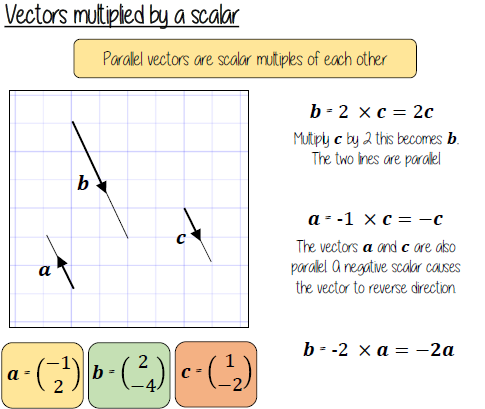 Vectors multiplied by a scalar
Parallel vectors are scalar multiples of each other
b = 2 × c = 2c
Multiply c by 2 this becomes b.
The two lines are parallel
b
c
a
a = -1 × c = −c
The vectors a and c are also
parallel. A negative scalar causes
the vector to reverse direction.
b = -2 × a = −2a
a = (−1 2)
b = (2 −4)
c = (1 −2)